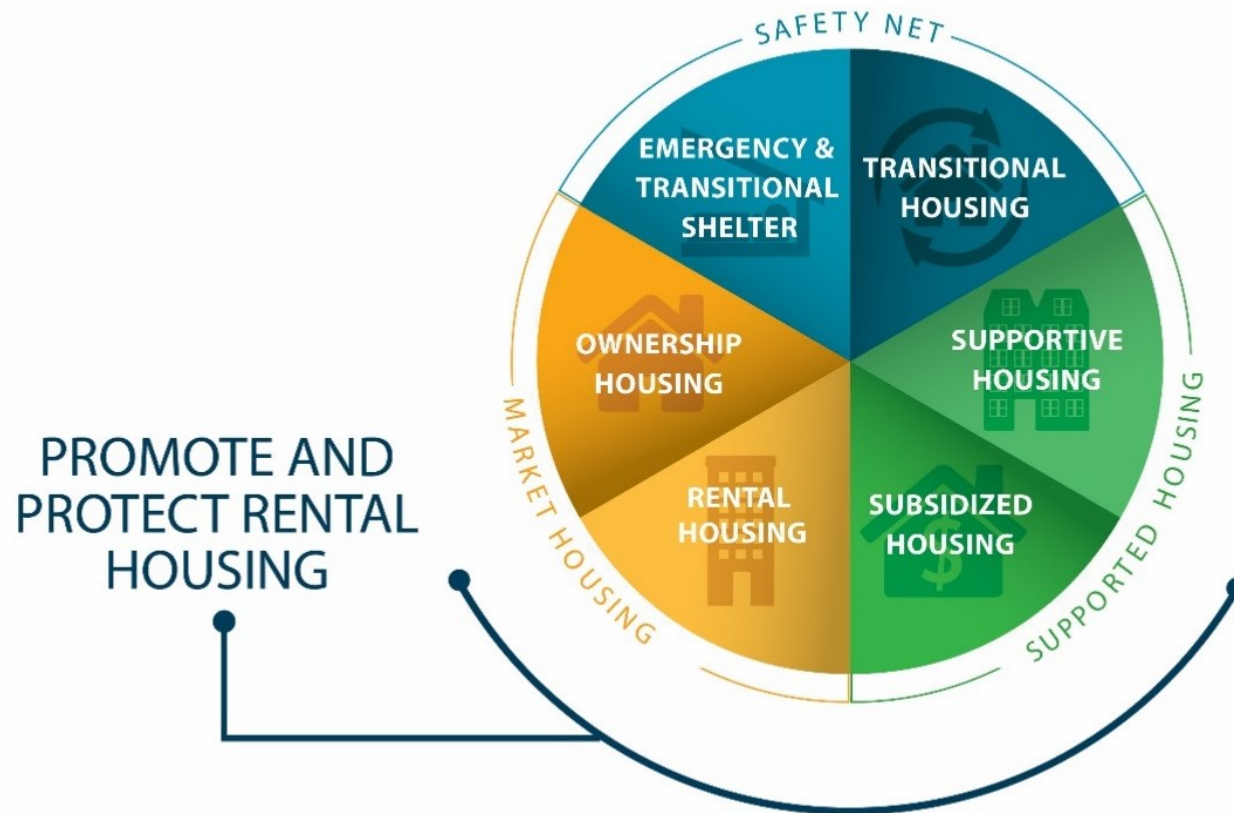 SAFETY NET
EMERGENCY &
TRANSITIONAL
SHELTER
TRANSITIONAL
HOUSING
OWNERSHIP
HOUSING
SUPPORTIVE
HOUSING
RENTAL
HOUSING
SUBSIDIZED
HOUSING
$
MARKET HOUSING
SUPPORTED HOUSING
PROMOTE AND
PROTECT RENTAL
HOUSING